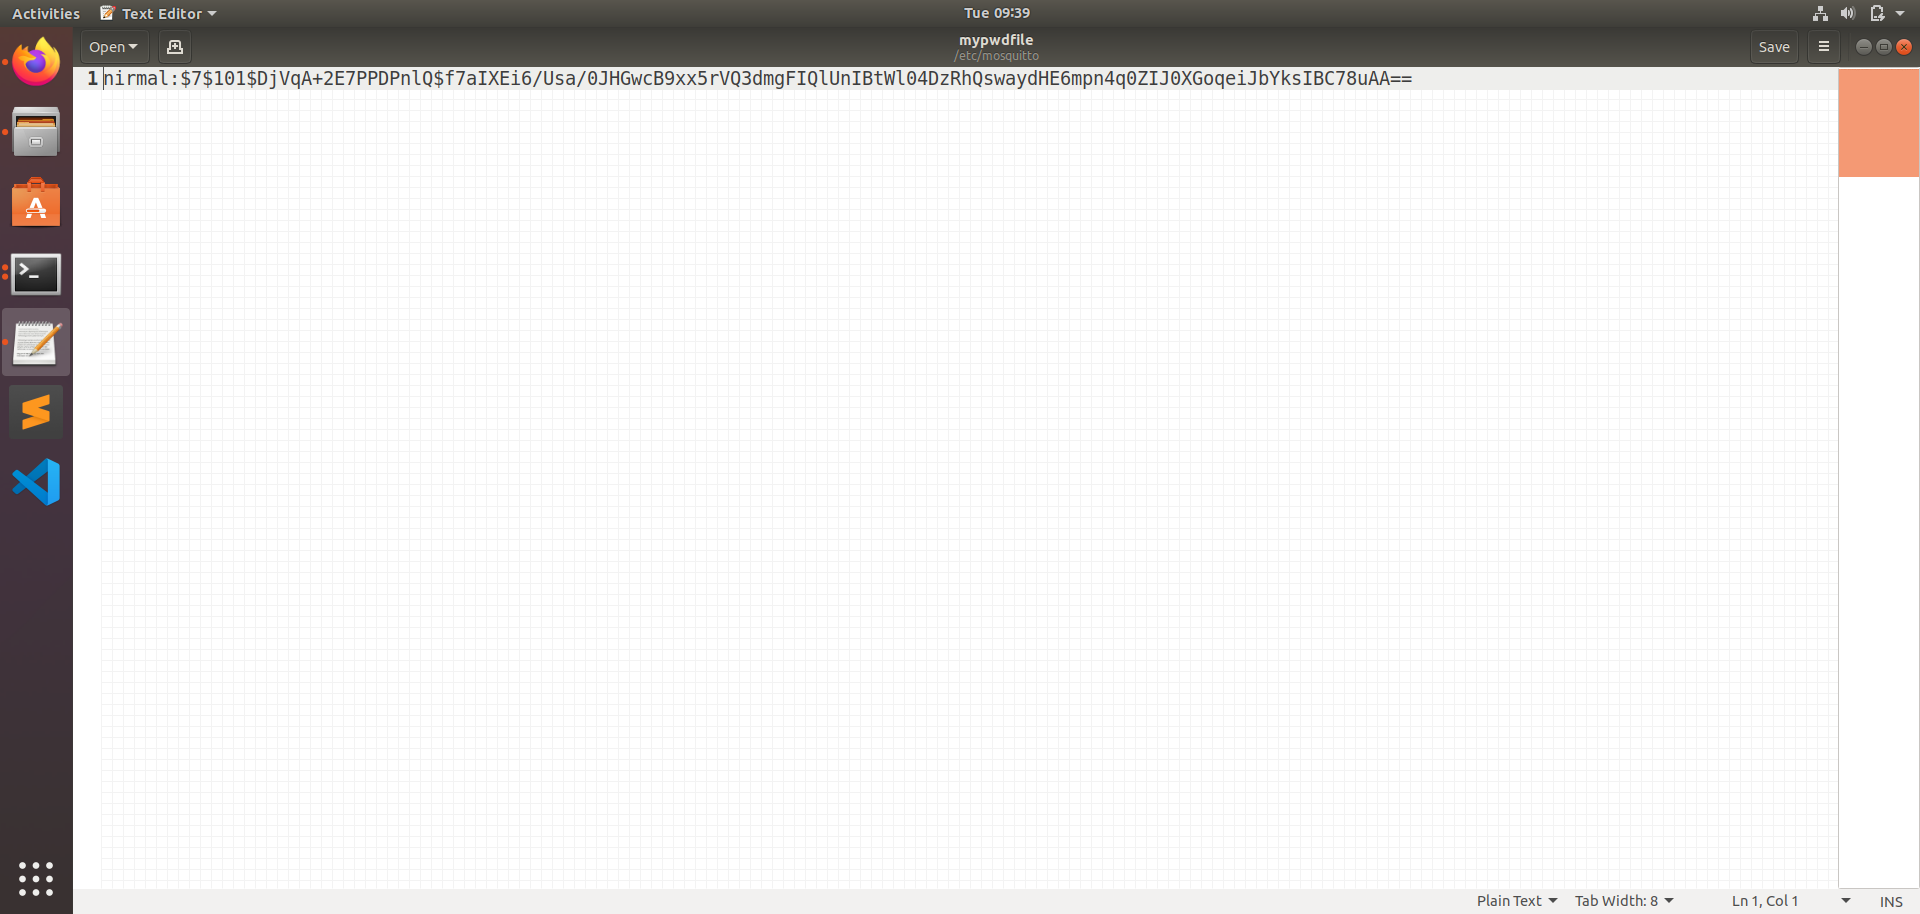 Activities Text Editor Tue 09:39
Open mypwdfile Save
/etc/mosquitto
1 nirmal:$7$101$DjVqA+2E7PPDPnlQ$f7aIXEi6/Usa/0JHGwcB9xx5rVQ3dmgFIQlUnIBtWl04DzRhQswaydHE6mpn4q0ZIJ0XGoqeiJbYksIBC78uAA==
Plain Text Tab Width: 8 Ln 1, Col 1 INS